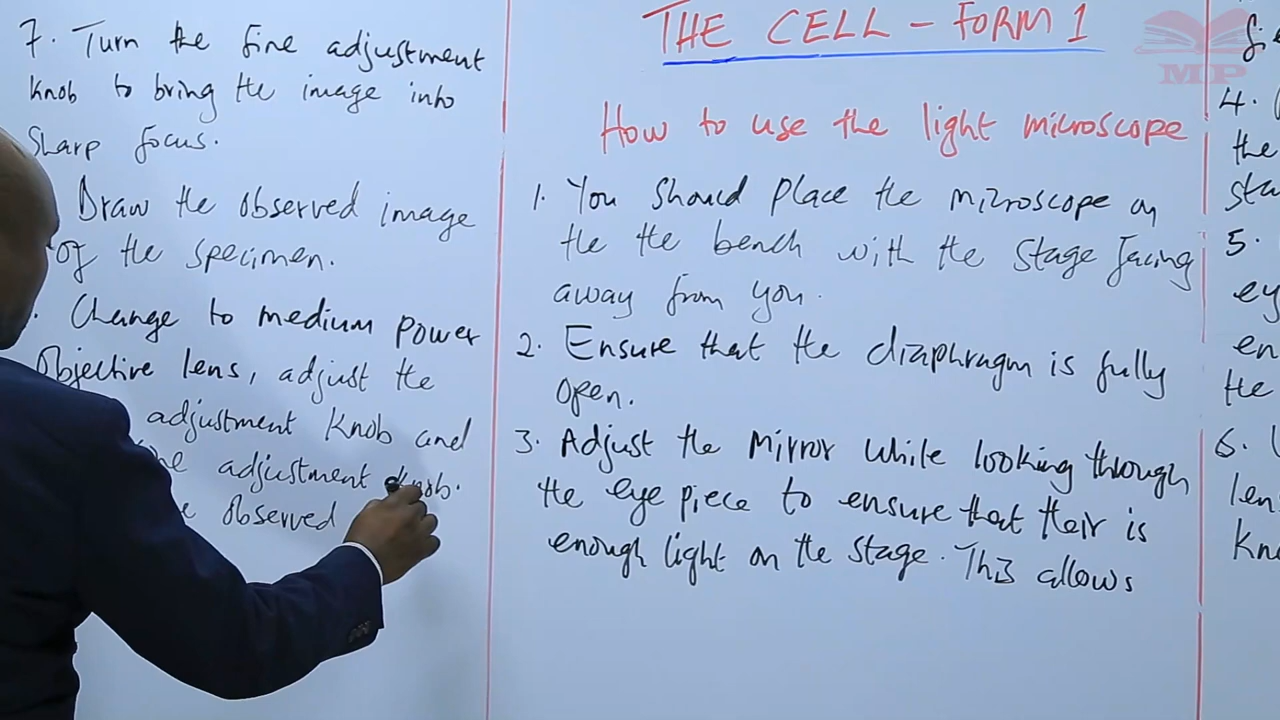 THE CELL - FORM 1
How to use the light microscope
1. You should place the microscope on
the the bench with the stage facing
away from you.
2. Ensure that the diaphragm is fully
open.
3. Adjust the mirror while looking through
the eye piece to ensure that their is
enough light on the stage. This allows
4.
the
5.
the
6.
7. Turn the fine adjustment
knob to bring the image into
sharp focus.
Draw the observed image
of the specimen.
Change to medium power
objective lens, adjust the
adjustment knob and
adjustment knob.
observed
MP